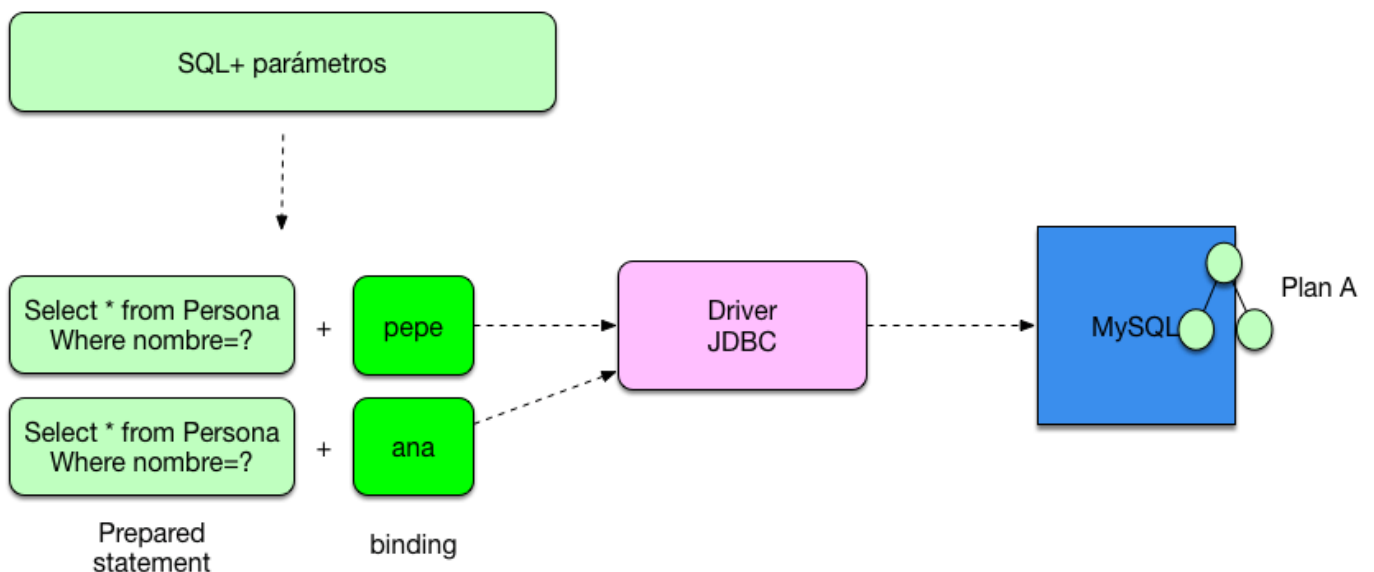 SQL+ parámetros
Select * from Persona
Where nombre=?
+
pepe
Driver
JDBC
MySQL
Plan A
Select * from Persona
Where nombre=?
+
ana
Prepared
statement
binding